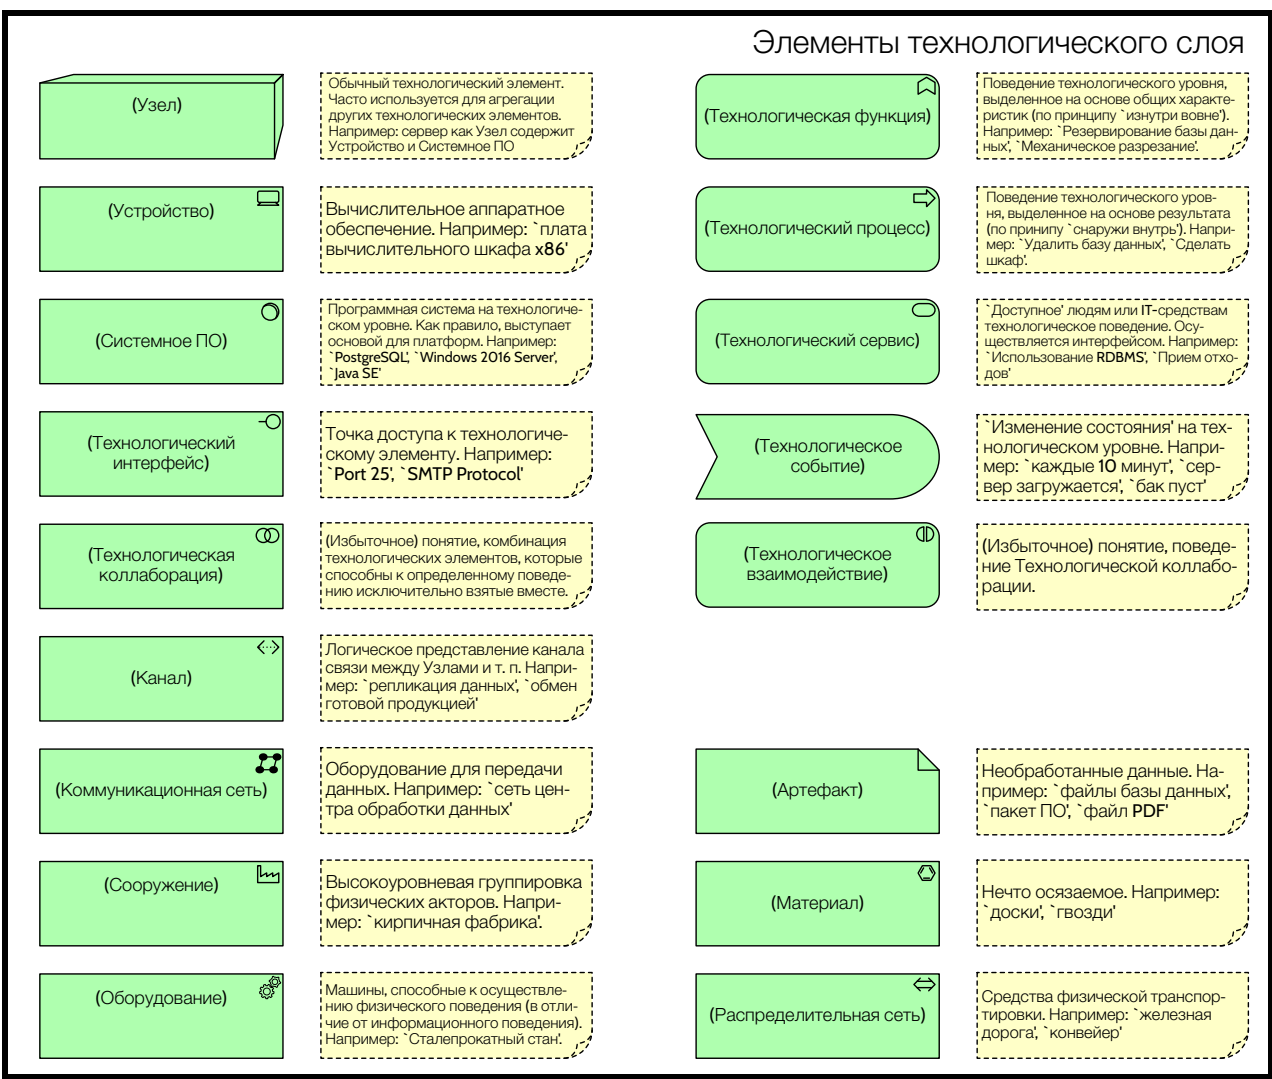 Элементы технологического слоя
(Узел)
Обычный технологический элемент.
Часто используется для агрегации
других технологических элементов.
Например: сервер как Узел содержит
Устройство и Системное ПО
(Технологическая функция)
Поведение технологического уровня,
выделенное на основе общих характе-
ристик (по принципу `изнутри вовне').
Например: `Резервирование базы дан-
ных', `Механическое разрезание'.
(Устройство)
Вычислительное аппаратное
обеспечение. Например: `плата
вычислительного шкафа x86'
(Технологический процесс)
Поведение технологического уров-
ня, выделенное на основе результата
(по принипу `снаружи внутрь'). Напри-
мер: `Удалить базу данных', `Сделать
шкаф'.
(Системное ПО)
Программная система на технологиче-
ском уровне. Как правило, выступает
основой для платформ. Например:
`PostgreSQL', `Windows 2016 Server',
`Java SE'
(Технологический сервис)
`Доступное' людям или IT-средствам
технологическое поведение. Осу-
ществляется интерфейсом. Например:
`Использование RDBMS', `Прием отхо-
дов'
(Технологический
интерфейс)
Точка доступа к технологиче-
скому элементу. Например:
`Port 25', `SMTP Protocol'
(Технологическое
событие)
`Изменение состояния' на тех-
нологическом уровне. Напри-
мер: `каждые 10 минут', `сер-
вер загружается', `бак пуст'
(Технологическая
коллаборация)
(Избыточное) понятие, комбинация
технологических элементов, которые
способны к определенному поведе-
нию исключительно взятые вместе.
(Технологическое
взаимодействие)
(Избыточное) понятие, поведе-
ние Технологической коллабо-
рации.
(Канал)
Логическое представление канала
связи между Узлами и т. п. Напри-
мер: `репликация данных', `обмен
готовой продукцией'
(Коммуникационная сеть)
Оборудование для передачи
данных. Например: `сеть цен-
тра обработки данных'
(Артефакт)
Необработанные данные. На-
пример: `файлы базы данных',
`пакет ПО', `файл PDF'
(Сооружение)
Высокоуровневая группировка
физических акторов. Напри-
мер: `кирпичная фабрика'.
(Материал)
Нечто осязаемое. Например:
`доски', `гвозди'
(Оборудование)
Машины, способные к осуществле-
нию физического поведения (в отли-
чие от информационного поведения).
Например: `Сталепрокатный стан'.
(Распределительная сеть)
Средства физической транспор-
тировки. Например: `железная
дорога', `конвейер'